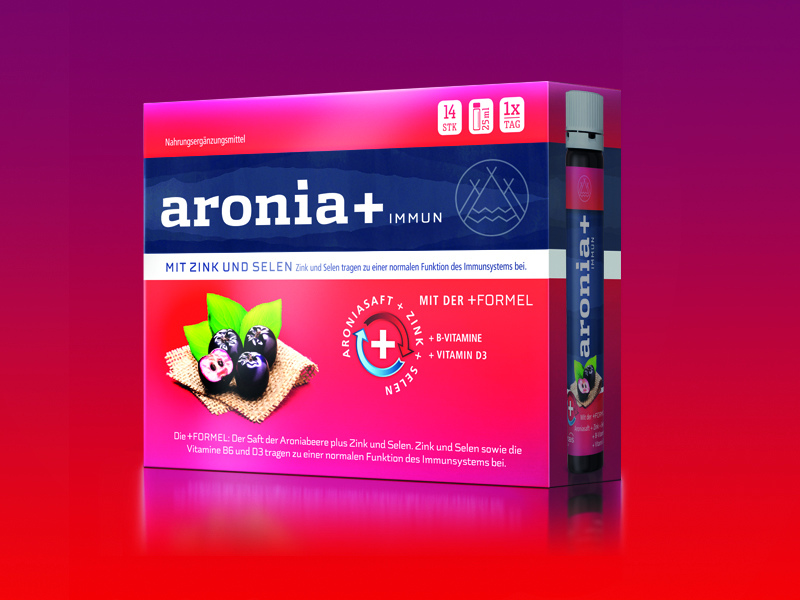 14
STK
25 ml
1x
TAG
Nahrungsergänzungsmittel
aronia+ IMMUN
MIT ZINK UND SELEN Zink und Selen tragen zu einer normalen Funktion des Immunsystems bei.
MIT DER +FORMEL
ARONIASAFT + ZINK + SELEN
+ B-VITAMINE
+ VITAMIN D3
Die +FORMEL: Der Saft der Aroniabeere plus Zink und Selen. Zink und Selen sowie die
Vitamine B6 und D3 tragen zu einer normalen Funktion des Immunsystems bei.
aronia+
IMMUN